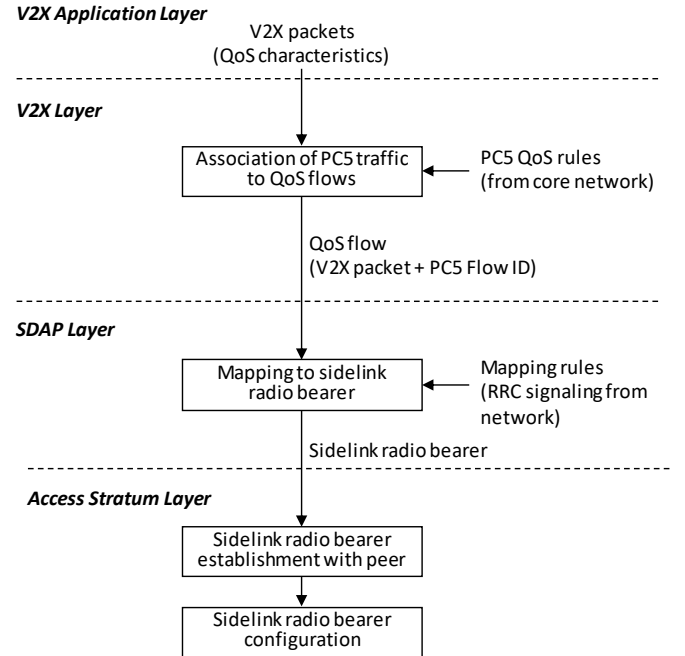 V2X Application Layer
V2X packets
(QoS characteristics)
V2X Layer
Association of PC5 traffic
to QoS flows
PC5 QoS rules
(from core network)
QoS flow
(V2X packet + PC5 Flow ID)
SDAP Layer
Mapping to sidelink
radio bearer
Mapping rules
(RRC signaling from
network)
Sidelink radio bearer
Access Stratum Layer
Sidelink radio bearer
establishment with peer
Sidelink radio bearer
configuration